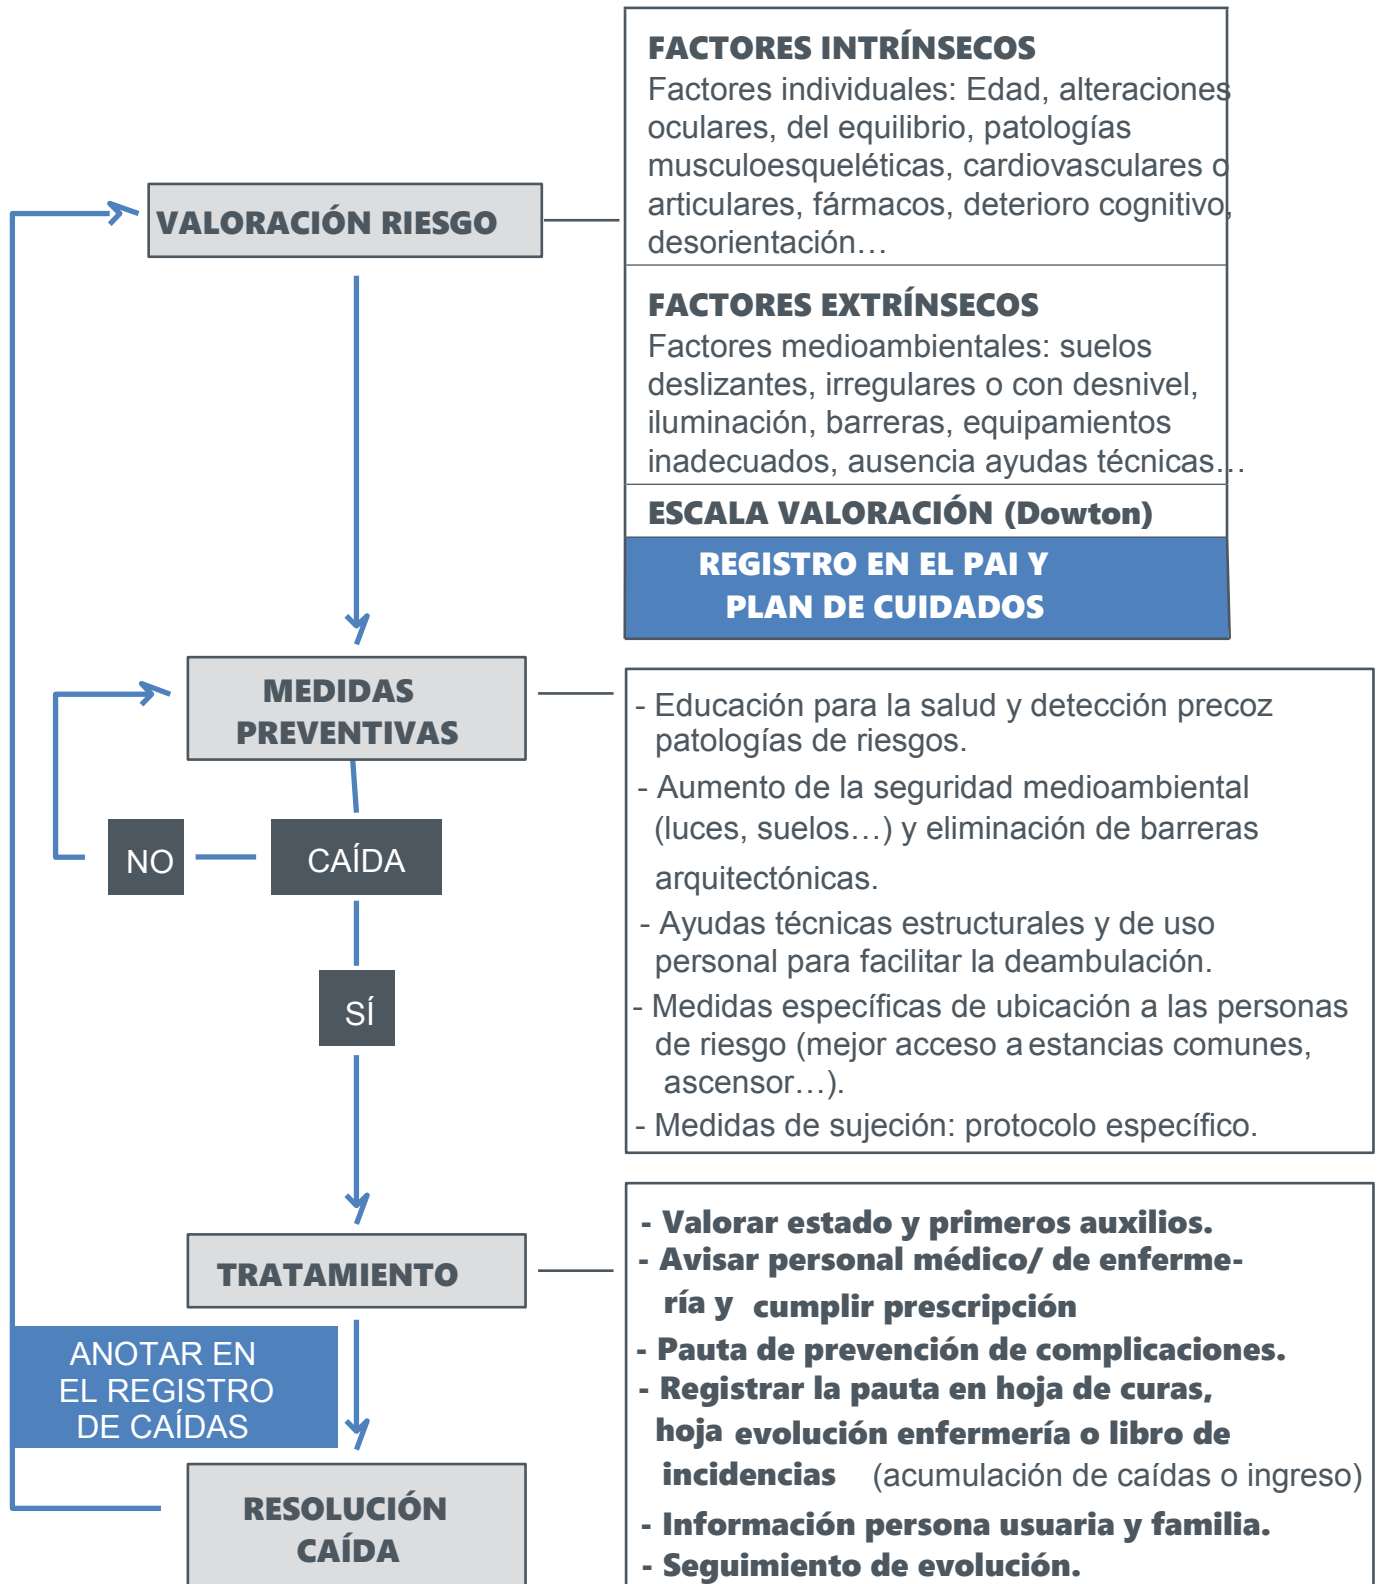 FACTORES INTRÍNSECOS
Factores individuales: Edad, alteraciones
oculares, del equilibrio, patologías
musculoesqueléticas, cardiovasculares o
articulares, fármacos, deterioro cognitivo,
desorientación…
VALORACIÓN RIESGO
FACTORES EXTRÍNSECOS
Factores medioambientales: suelos
deslizantes, irregulares o con desnivel,
iluminación, barreras, equipamientos
inadecuados, ausencia ayudas técnicas…
ESCALA VALORACIÓN (Dowton)
REGISTRO EN EL PAI Y
PLAN DE CUIDADOS
MEDIDAS
PREVENTIVAS
- Educación para la salud y detección precoz
patologías de riesgos.
- Aumento de la seguridad medioambiental
(luces, suelos…) y eliminación de barreras
arquitectónicas.
- Ayudas técnicas estructurales y de uso
personal para facilitar la deambulación.
- Medidas específicas de ubicación a las personas
de riesgo (mejor acceso a estancias comunes,
ascensor…).
- Medidas de sujeción: protocolo específico.
NO
CAÍDA
SÍ
TRATAMIENTO
- Valorar estado y primeros auxilios.
- Avisar personal médico/ de enferme-
ría y cumplir prescripción
- Pauta de prevención de complicaciones.
- Registrar la pauta en hoja de curas,
hoja evolución enfermería o libro de
incidencias (acumulación de caídas o ingreso)
- Información persona usuaria y familia.
- Seguimiento de evolución.
ANOTAR EN
EL REGISTRO
DE CAÍDAS
RESOLUCIÓN
CAÍDA